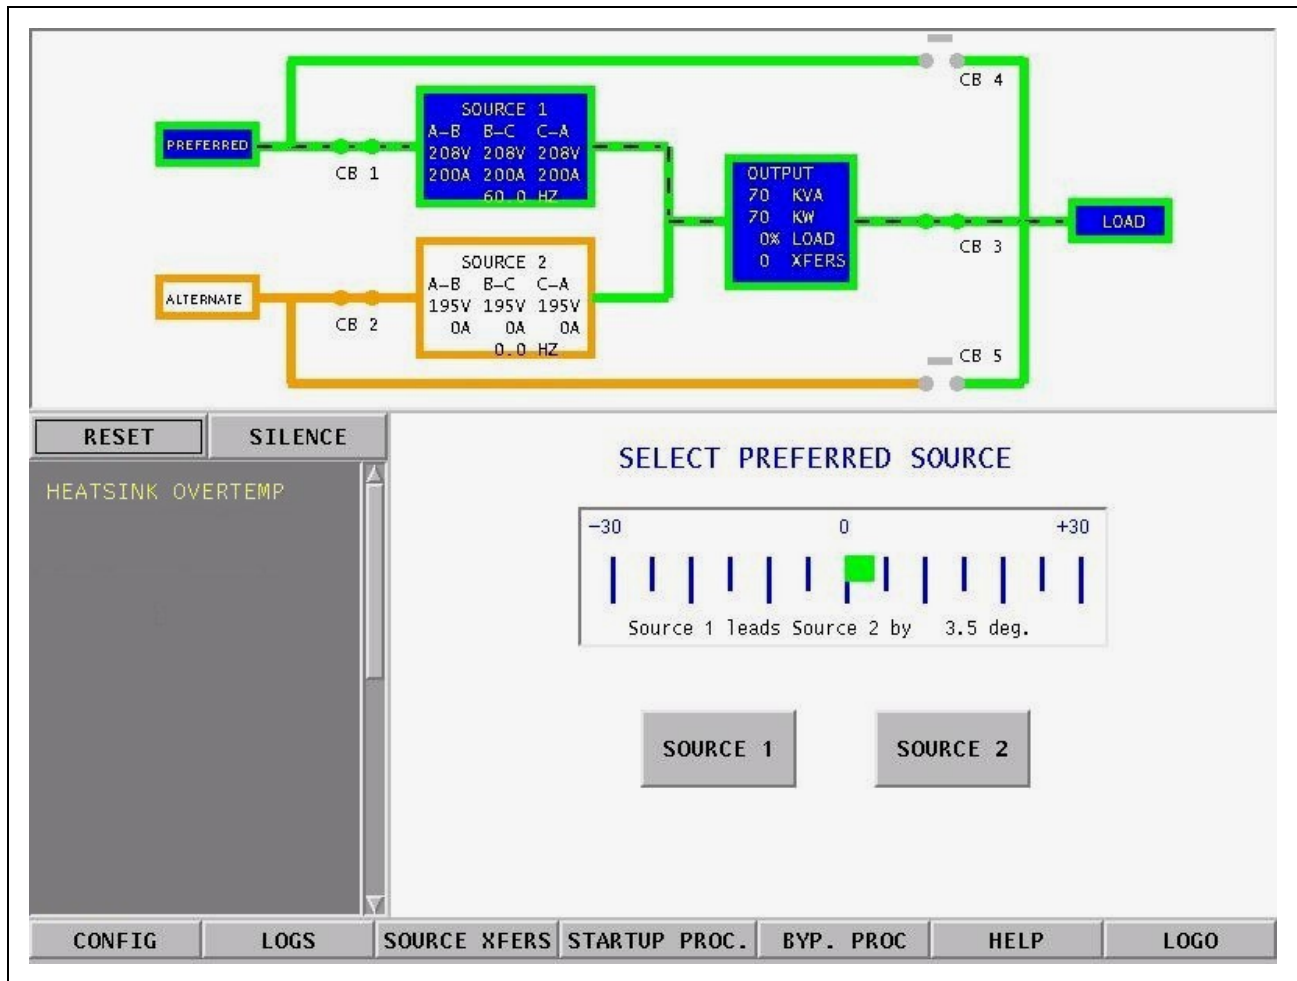 CB 4
PREFERRED
CB 1
SOURCE 1
A-B B-C C-A
208V 208V 208V
200A 200A 200A
60.0 HZ
OUTPUT
70 KVA
70 KW
0% LOAD
0 XFERS
CB 3
LOAD
ALTERNATE
CB 2
SOURCE 2
A-B B-C C-A
195V 195V 195V
0A 0A 0A
0.0 HZ
CB 5
RESET SILENCE
HEATSINK OVERTEMP
SELECT PREFERRED SOURCE
-30 0 +30
Source 1 leads Source 2 by 3.5 deg.
SOURCE 1 SOURCE 2
CONFIG LOGS SOURCE XFERS STARTUP PROC. BYP. PROC HELP LOGO